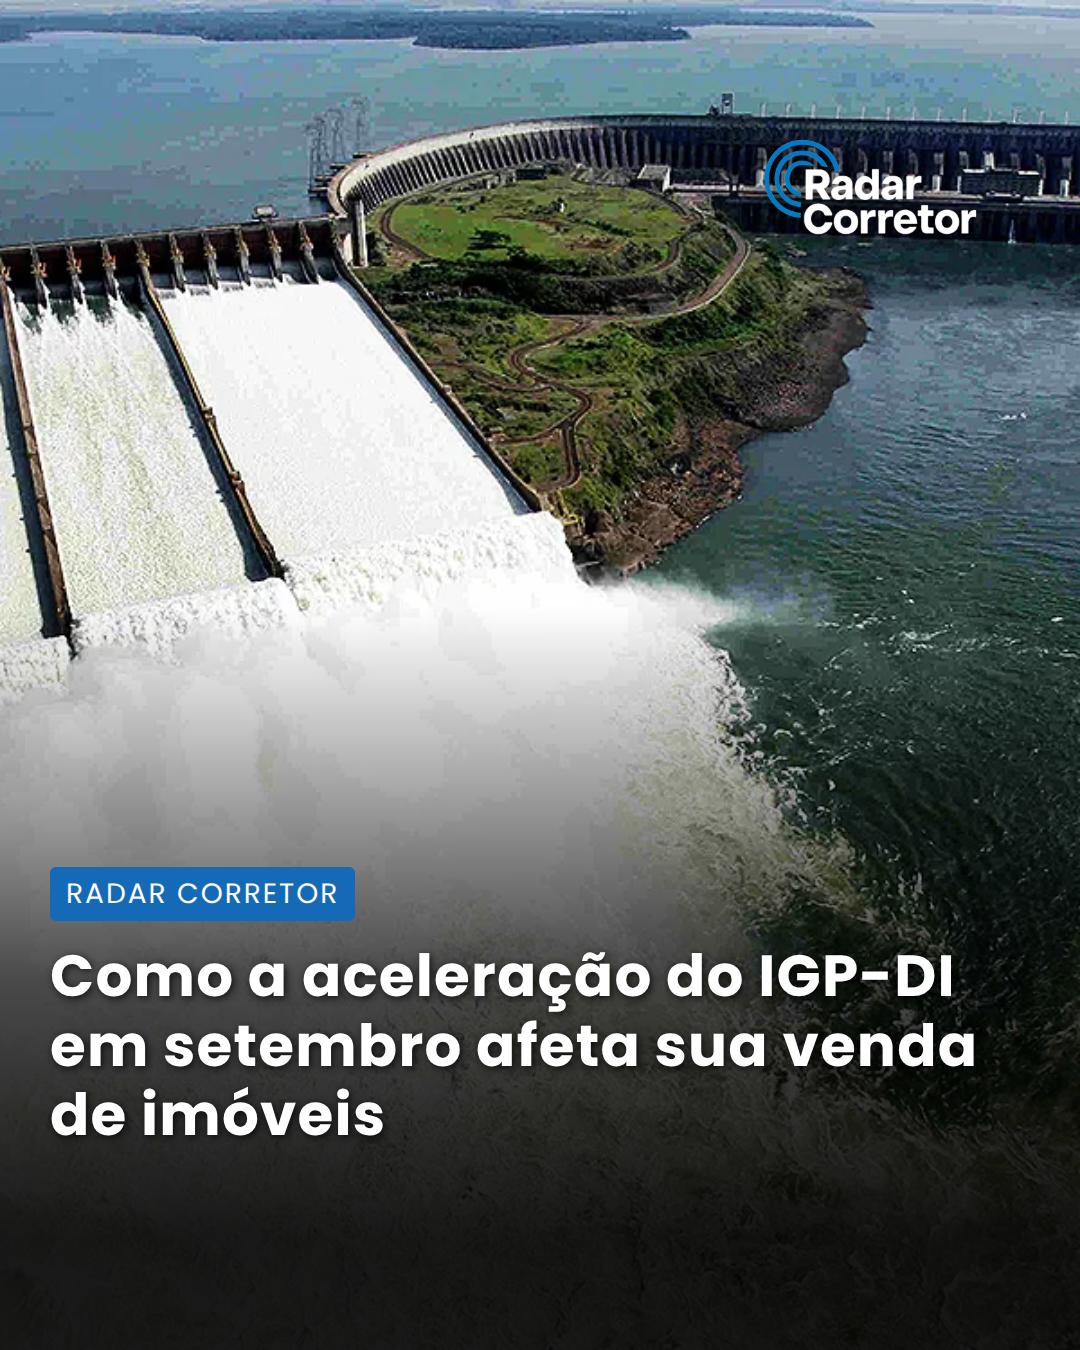 Radar
Corretor
RADAR CORRETOR
Como a aceleração do IGP-DI
em setembro afeta sua venda
de imóveis